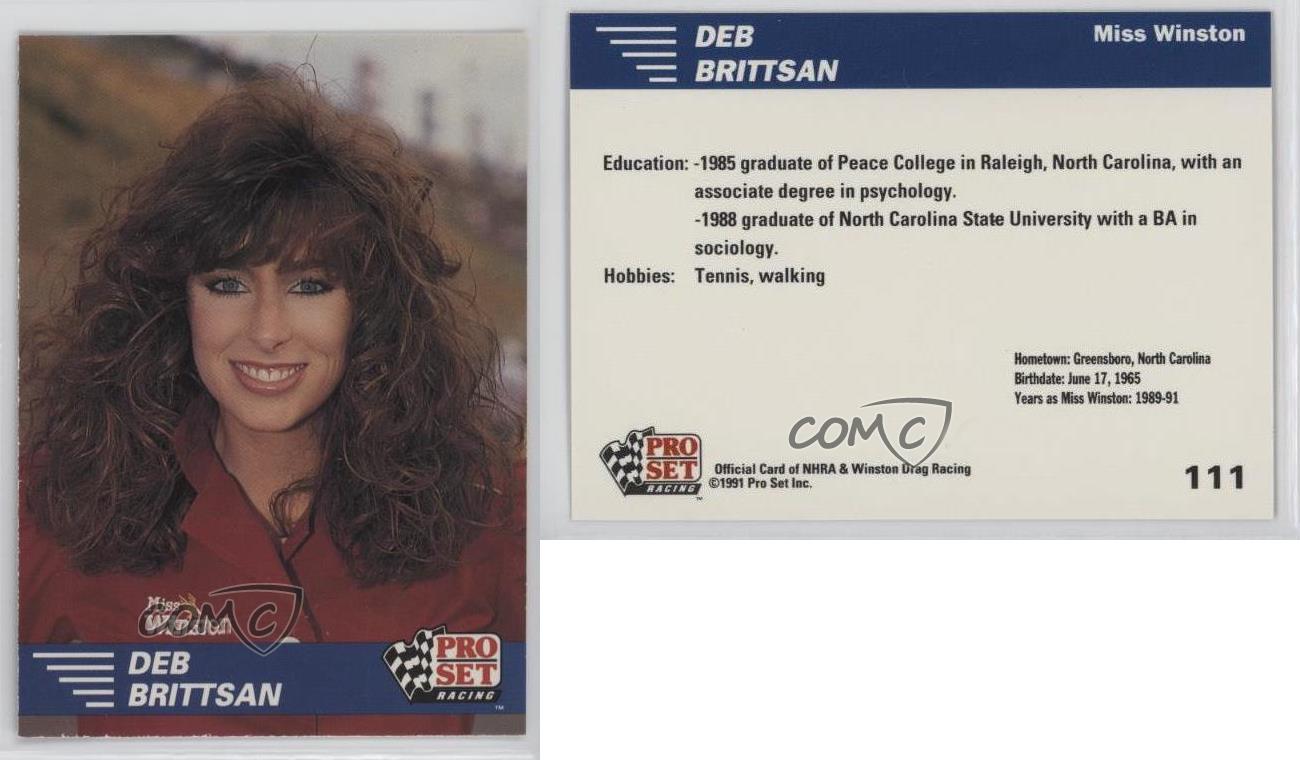 Miss
Winston
COMC
DEB
BRITTSAN
PRO
SET
RACING
TM
DEB
BRITTSAN
Miss Winston
Education: -1985 graduate of Peace College in Raleigh, North Carolina, with an
associate degree in psychology.
-1988 graduate of North Carolina State University with a BA in
sociology.
Hobbies: Tennis, walking
Hometown: Greensboro, North Carolina
Birthdate: June 17, 1965
Years as Miss Winston: 1989-91
COMC
PRO
SET
RACING
TM
Official Card of NHRA & Winston Drag Racing
©1991 Pro Set Inc.
111